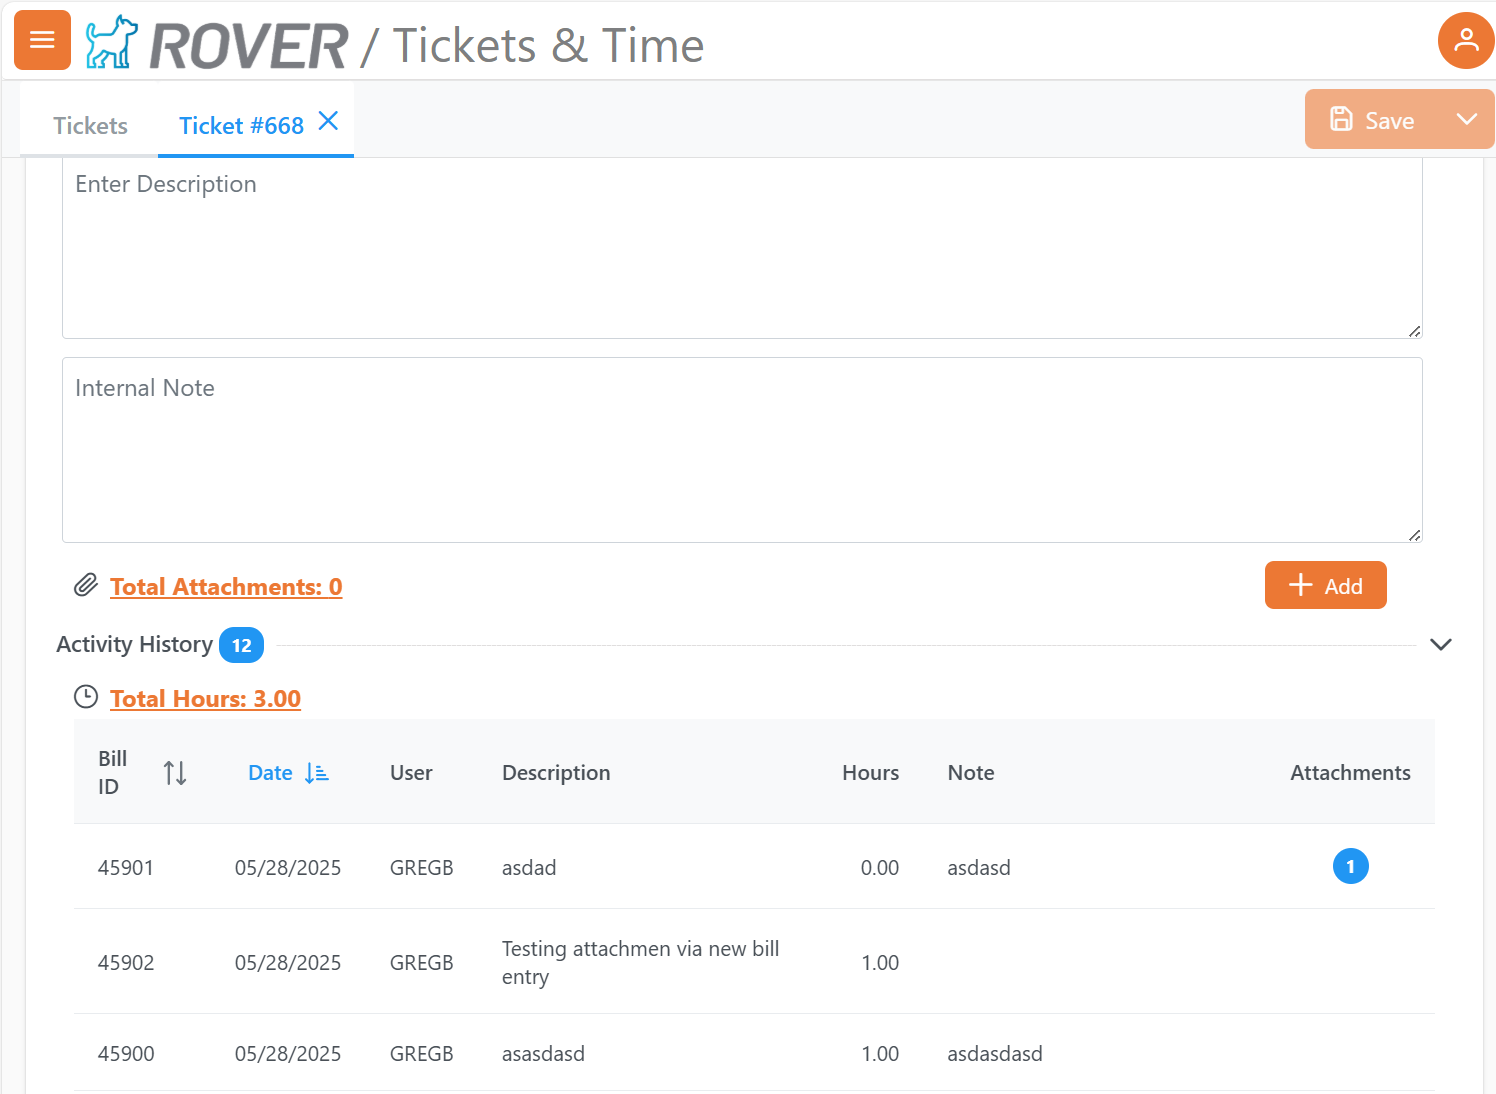 ROVER / Tickets & Time
Tickets
Ticket #668
Save
Enter Description
Internal Note
Total Attachments: 0
Add
Activity History 12
Total Hours: 3.00
Bill ID Date User Description Hours Note Attachments
45901 05/28/2025 GREGB asdad 0.00 asdasd 1
45902 05/28/2025 GREGB Testing attachmen via new bill entry 1.00
45900 05/28/2025 GREGB asasdasd 1.00 asdasdasd